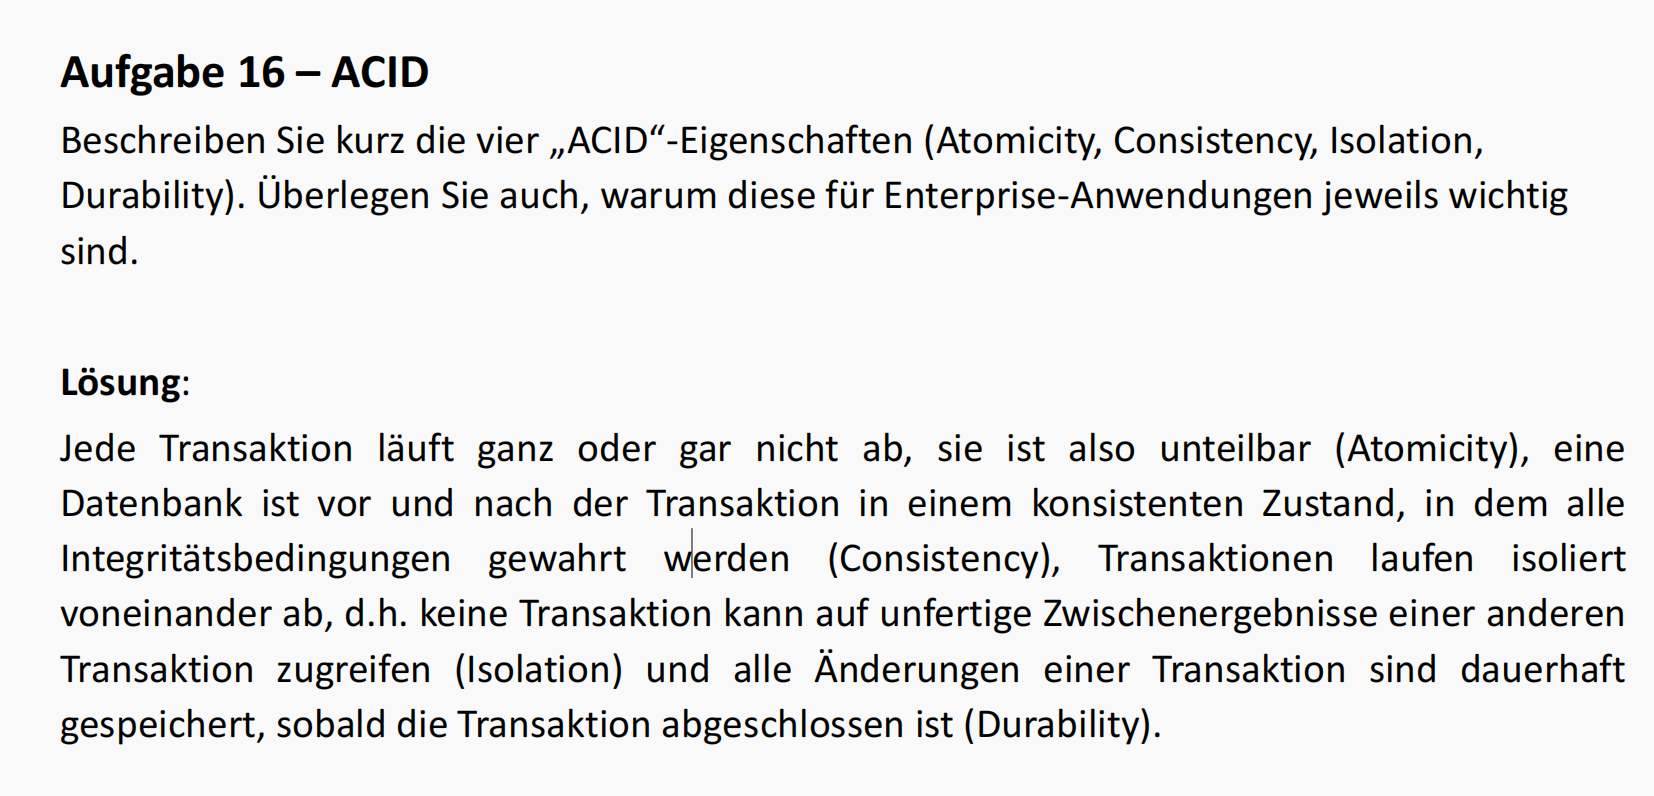 Aufgabe 16 – ACID
Beschreiben Sie kurz die vier „ACID“-Eigenschaften (Atomicity, Consistency, Isolation,
Durability). Überlegen Sie auch, warum diese für Enterprise-Anwendungen jeweils wichtig
sind.
Lösung:
Jede Transaktion läuft ganz oder gar nicht ab, sie ist also unteilbar (Atomicity), eine
Datenbank ist vor und nach der Transaktion in einem konsistenten Zustand, in dem alle
Integritätsbedingungen gewahrt werden (Consistency), Transaktionen laufen isoliert
voneinander ab, d.h. keine Transaktion kann auf unfertige Zwischenergebnisse einer anderen
Transaktion zugreifen (Isolation) und alle Änderungen einer Transaktion sind dauerhaft
gespeichert, sobald die Transaktion abgeschlossen ist (Durability).